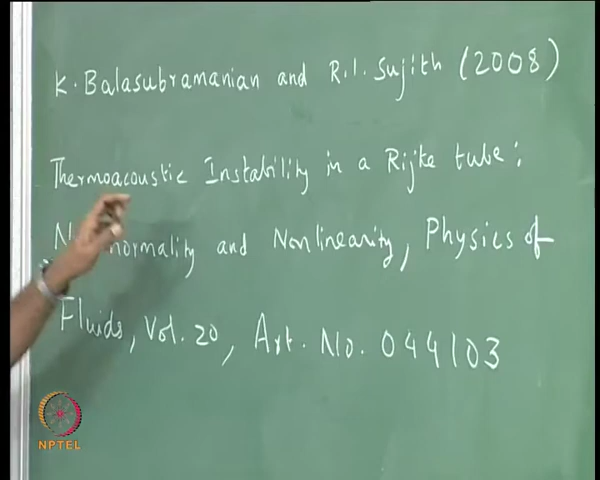 K. Balasubramanian and R.I. Sujith (2008)
Thermoacoustic Instability in a Rijke tube:
and Nonlinearity, Physics of
Fluids, Vol. 20, Art. No. 044103
NPTEL